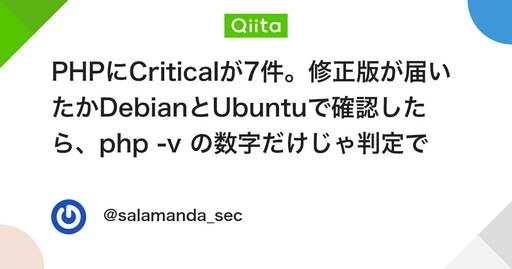 Qiita
PHPにCriticalが7件。修正版が届い
たかDebianとUbuntuで確認した
ら、php -v の数字だけじゃ判定で
@salamanda_sec